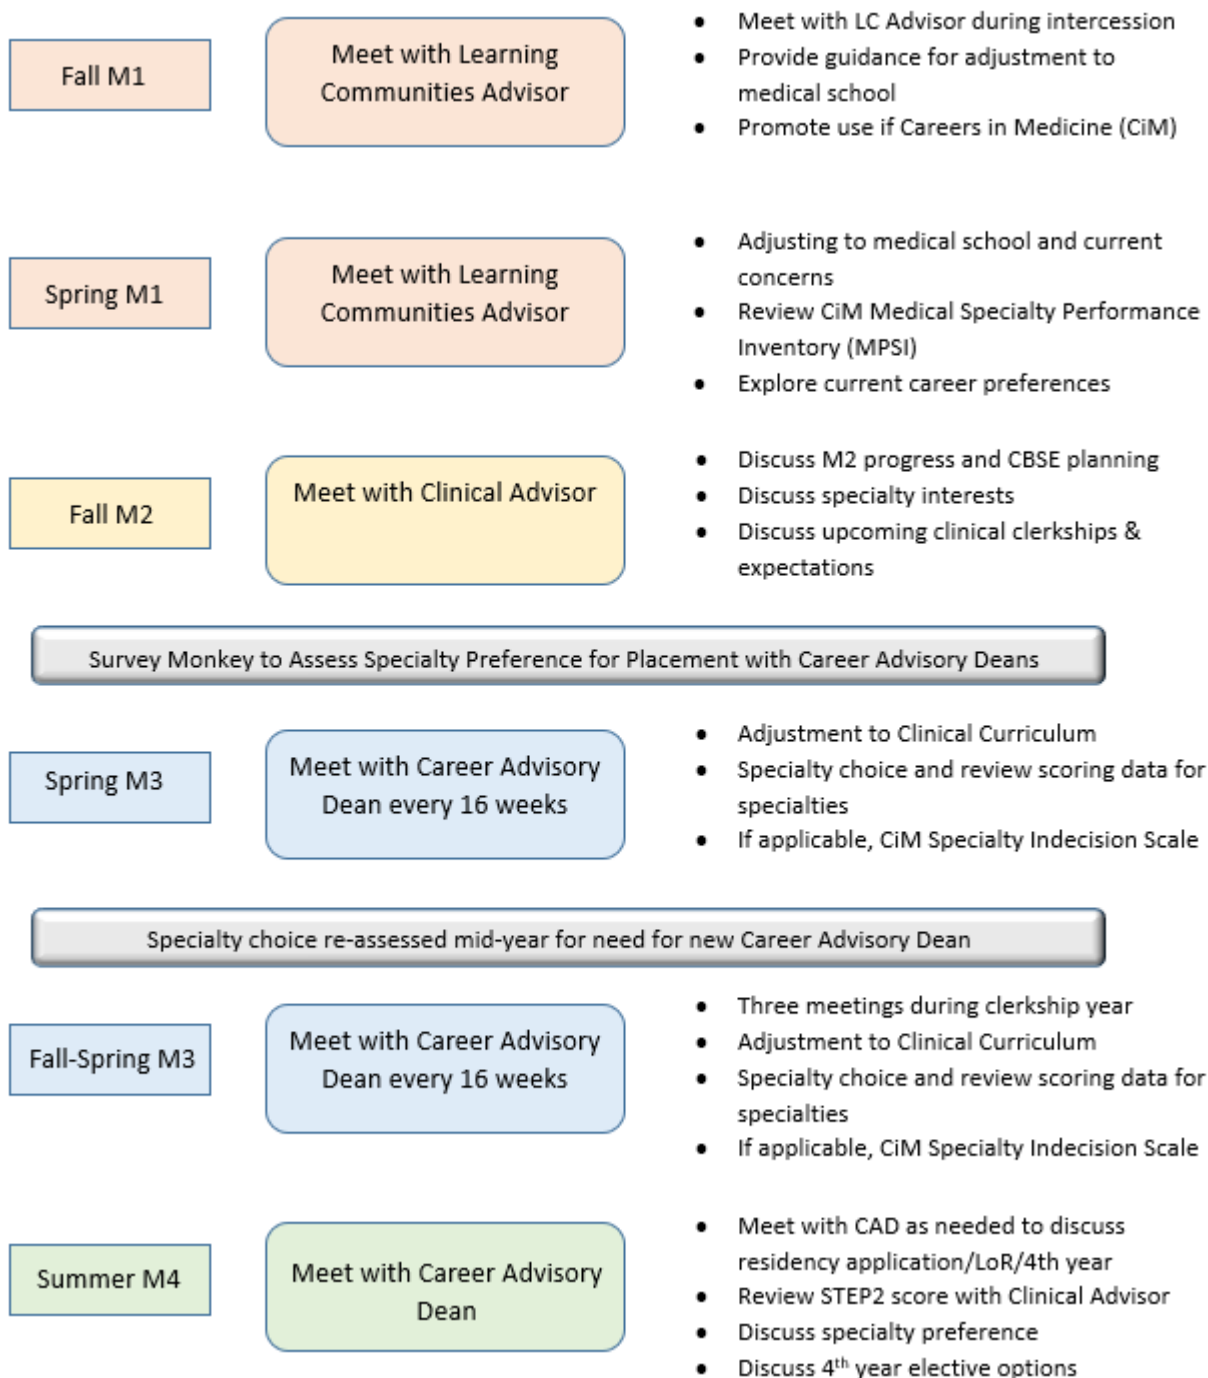 Fall M1
Meet with Learning
Communities Advisor
• Meet with LC Advisor during intercession
• Provide guidance for adjustment to
medical school
• Promote use if Careers in Medicine (CiM)
Spring M1
Meet with Learning
Communities Advisor
• Adjusting to medical school and current
concerns
• Review CiM Medical Specialty Performance
Inventory (MPSI)
• Explore current career preferences
Fall M2
Meet with Clinical Advisor
• Discuss M2 progress and CBSE planning
• Discuss specialty interests
• Discuss upcoming clinical clerkships &
expectations
Survey Monkey to Assess Specialty Preference for Placement with Career Advisory Deans
Spring M3
Meet with Career Advisory
Dean every 16 weeks
• Adjustment to Clinical Curriculum
• Specialty choice and review scoring data for
specialties
• If applicable, CiM Specialty Indecision Scale
Specialty choice re-assessed mid-year for need for new Career Advisory Dean
Fall-Spring M3
Meet with Career Advisory
Dean every 16 weeks
• Three meetings during clerkship year
• Adjustment to Clinical Curriculum
• Specialty choice and review scoring data for
specialties
• If applicable, CiM Specialty Indecision Scale
Summer M4
Meet with Career Advisory
Dean
• Meet with CAD as needed to discuss
residency application/LoR/4th year
• Review STEP2 score with Clinical Advisor
• Discuss specialty preference
• Discuss 4th year elective options